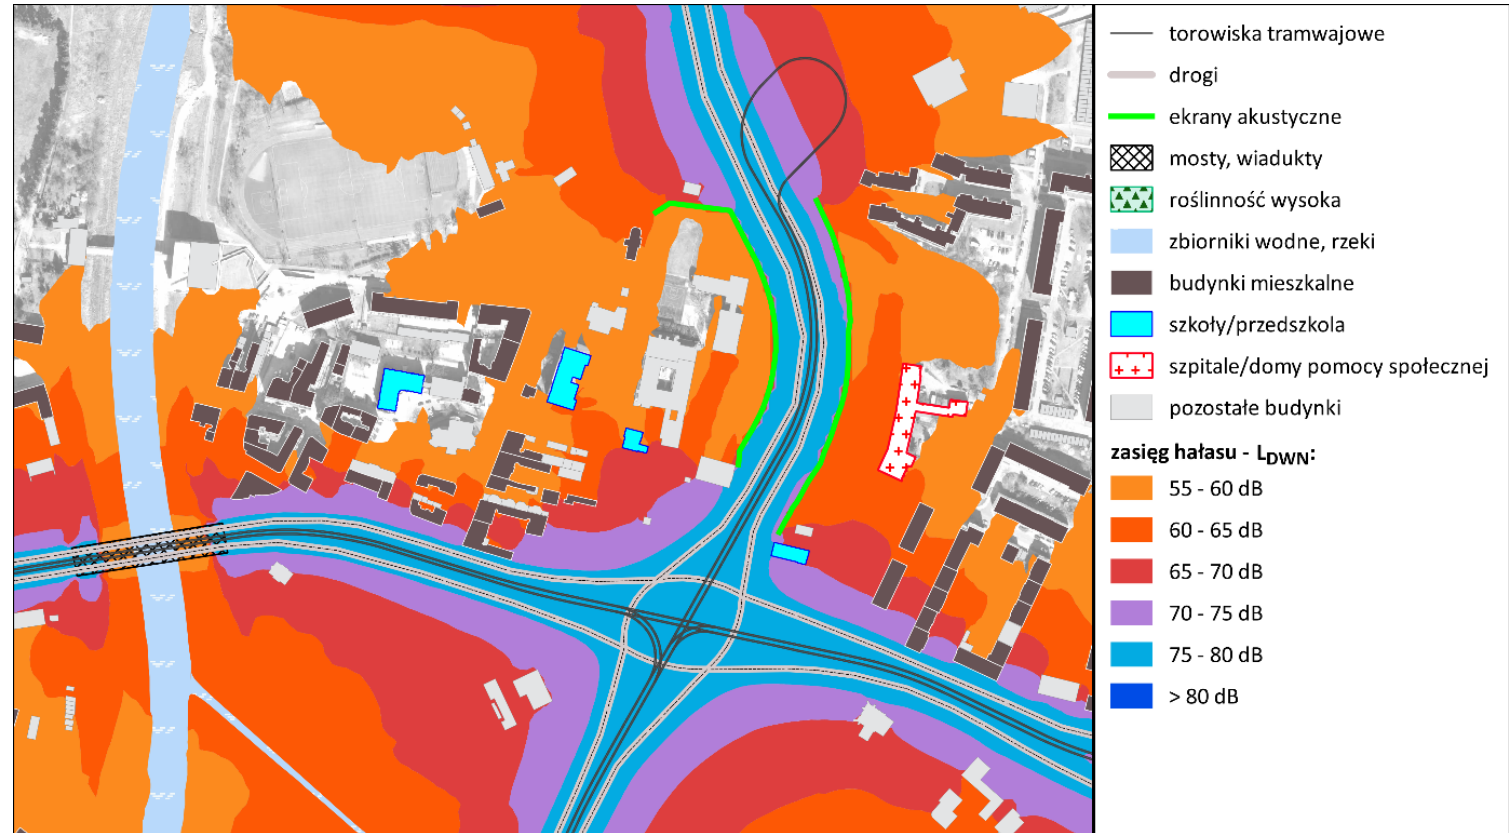 torowiska tramwajowe
drogi
ekrany akustyczne
mosty, wiadukty
roślinność wysoka
zbiorniki wodne, rzeki
budynki mieszkalne
szkoły/przedszkola
szpitale/domy pomocy społecznej
pozostałe budynki
zasięg hałasu - LDWN:
55 - 60 dB
60 - 65 dB
65 - 70 dB
70 - 75 dB
75 - 80 dB
> 80 dB